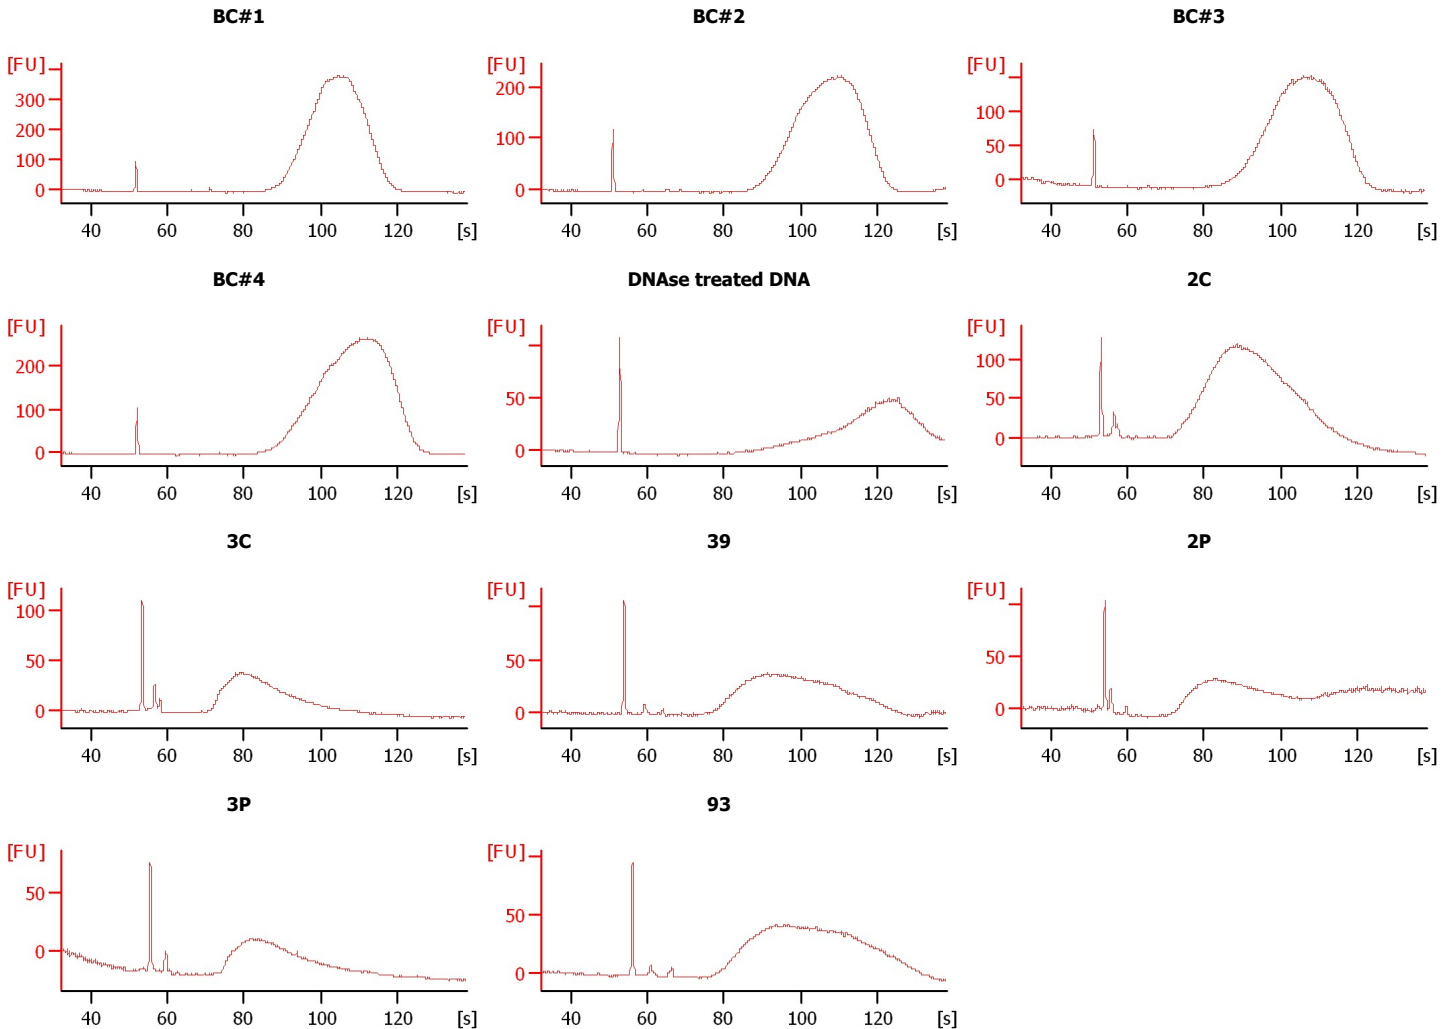 BC#1 BC#2 BC#3
[FU] [FU] [FU]
300 200 100
200 100 50
100 0 0
0
40 60 80 100 120 [s] 40 60 80 100 120 [s] 40 60 80 100 120 [s]
BC#4 DNAse treated DNA 2C
[FU] [FU] [FU]
200 50 100
100 0 50
0 0
40 60 80 100 120 [s] 40 60 80 100 120 [s] 40 60 80 100 120 [s]
3C 39 2P
[FU] [FU] [FU]
100 50 50
50 0 0
0
40 60 80 100 120 [s] 40 60 80 100 120 [s] 40 60 80 100 120 [s]
3P 93
[FU] [FU]
50 50
0 0
40 60 80 100 120 [s] 40 60 80 100 120 [s]